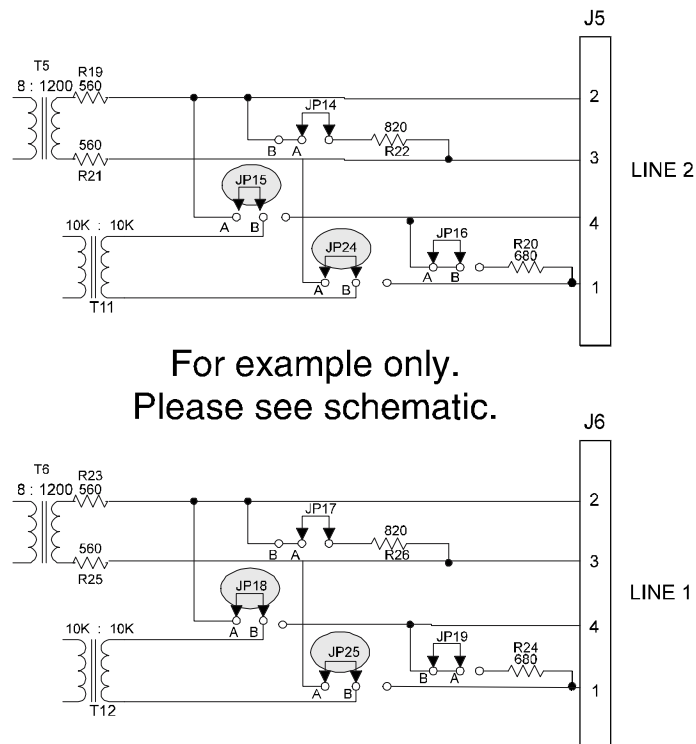 J5
T5
R19
8 : 1200 560
2
JP14
820
B A
R22
560
3
R21
LINE 2
JP15
10K : 10K
A B
4
JP16
JP24
R20
680
A B
A B
1
T11
For example only.
Please see schematic.
J6
T6
R23
8 : 1200 560
2
JP17
820
B A
R26
560
3
R25
LINE 1
JP18
10K : 10K
A B
4
JP19
JP25
R24
680
B A
A B
1
T12